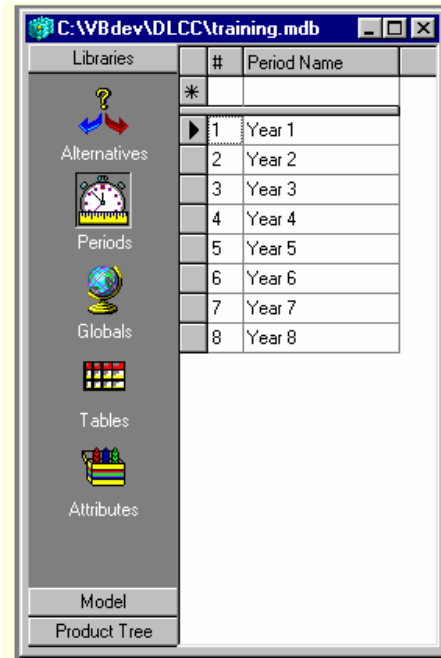 C:\VBdev\DLCC\training.mdb
Libraries
# Period Name
*
?
Alternatives
1 Year 1
2 Year 2
3 Year 3
Periods
4 Year 4
5 Year 5
6 Year 6
Globals
7 Year 7
8 Year 8
Tables
Attributes
Model
Product Tree